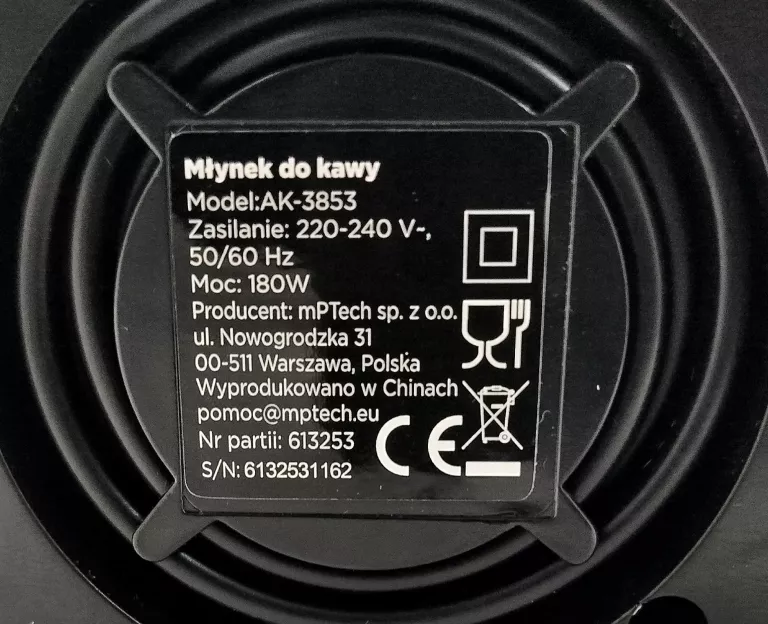 Młynek do kawy
Model:AK-3853
Zasilanie: 220-240 V~,
50/60 Hz
Moc: 180W
Producent: mPTech sp. z o.o.
ul. Nowogrodzka 31
00-511 Warszawa, Polska
Wyprodukowano w Chinach
pomoc@mptech.eu
Nr partii: 613253
S/N: 6132531162
CE